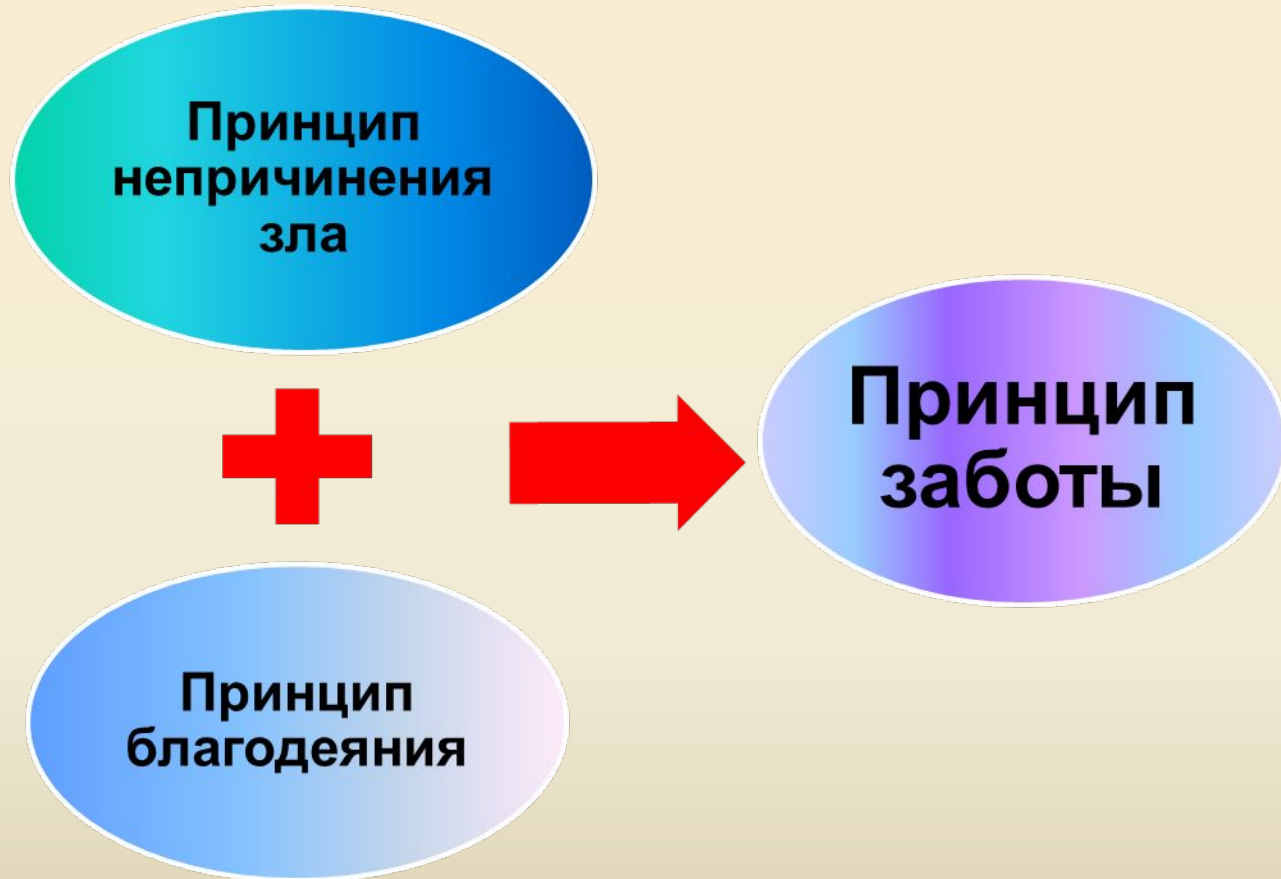 Принцип
непричинения
зла
Принцип
заботы
Принцип
благодеяния